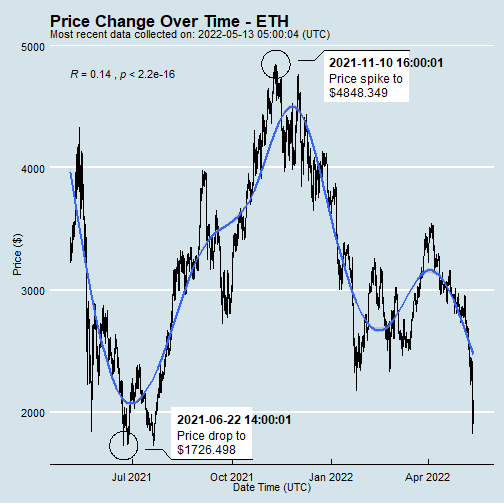 Price Change Over Time - ETH
Most recent data collected on: 2022-05-13 05:00:04 (UTC)
5000
2021-11-10 16:00:01
Price spike to
$4848.349
R = 0.14 , p < 2.2e-16
4000
Price ($)
3000
2000
2021-06-22 14:00:01
Price drop to
$1726.498
Jul 2021
Oct 2021
Jan 2022
Apr 2022
Date Time (UTC)